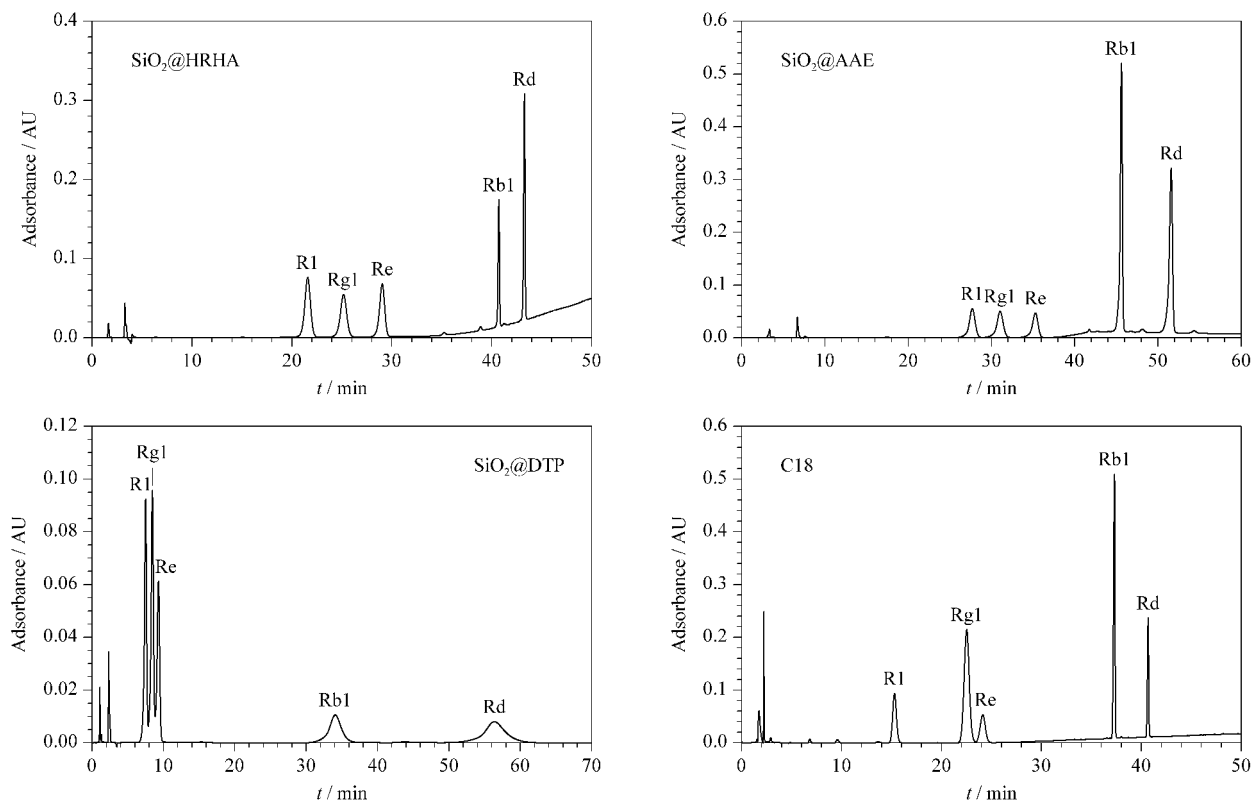 SiO2@HRHA
Adsorbance / AU
0.4
0.3
0.2
0.1
0.0
R1
Rg1
Re
Rb1
Rd
0 10 20 30 40 50
t / min
SiO2@AAE
Adsorbance / AU
0.6
0.5
0.4
0.3
0.2
0.1
0.0
R1
Rg1
Re
Rb1
Rd
0 10 20 30 40 50 60
t / min
SiO2@DTP
Adsorbance / AU
0.12
0.10
0.08
0.06
0.04
0.02
0.00
R1
Rg1
Re
Rb1
Rd
0 10 20 30 40 50 60 70
t / min
C18
Adsorbance / AU
0.6
0.5
0.4
0.3
0.2
0.1
0.0
R1
Rg1
Re
Rb1
Rd
0 10 20 30 40 50
t / min